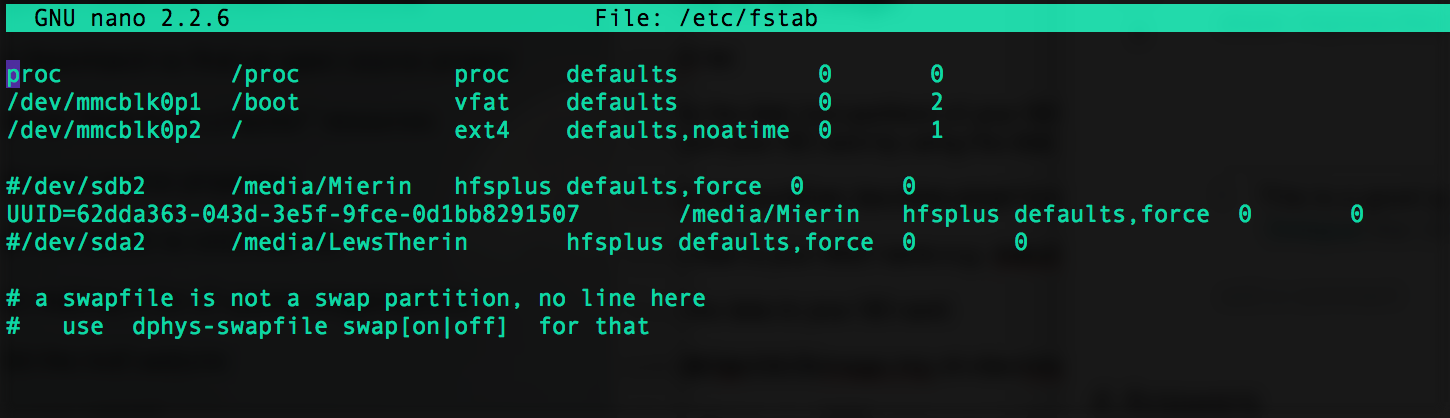 GNU nano 2.2.6 File: /etc/fstab
proc /proc proc defaults 0 0
/dev/mmcblk0p1 /boot vfat defaults 0 2
/dev/mmcblk0p2 / ext4 defaults,noatime 0 1
#/dev/sdb2 /media/Mierin hfsplus defaults,force 0 0
UUID=62dda363-043d-3e5f-9fce-0d1bb8291507 /media/Mierin hfsplus defaults,force 0 0
#/dev/sda2 /media/LewsTherin hfsplus defaults,force 0 0
# a swapfile is not a swap partition, no line here
# use dphys-swapfile swap[on|off] for that